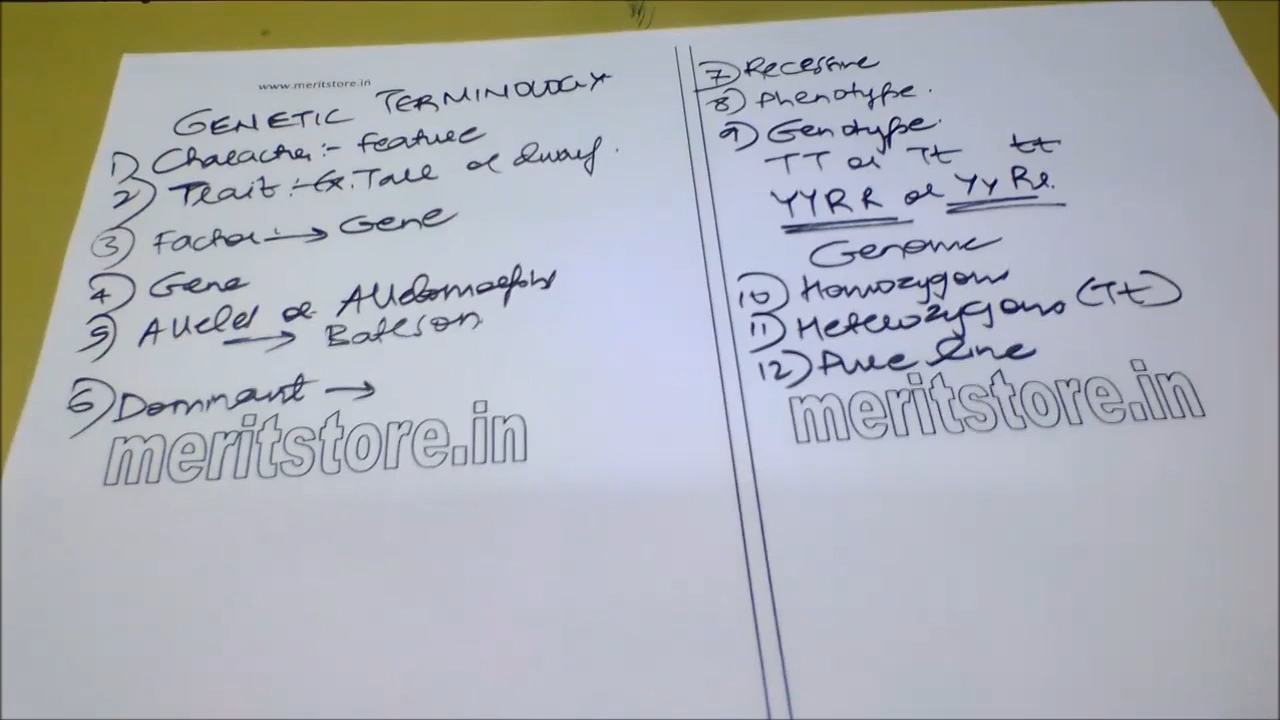 www.meritstore.in
GENETIC TERMINOLOGY
1) Character:- feature
2) Trait:- Ex. Tall or dwarf.
3) Factor:→ Gene
4) Gene
5) Alleles or Allelomorphs
→ Bateson
6) Dominant →
meritstore.in
7) Recessive
8) Phenotype.
9) Genotype.
TT or Tt tt
YYRR or YyRr.
Genome
10) Homozygous
11) Heterozygous (Tt)
12) Pure line
meritstore.in